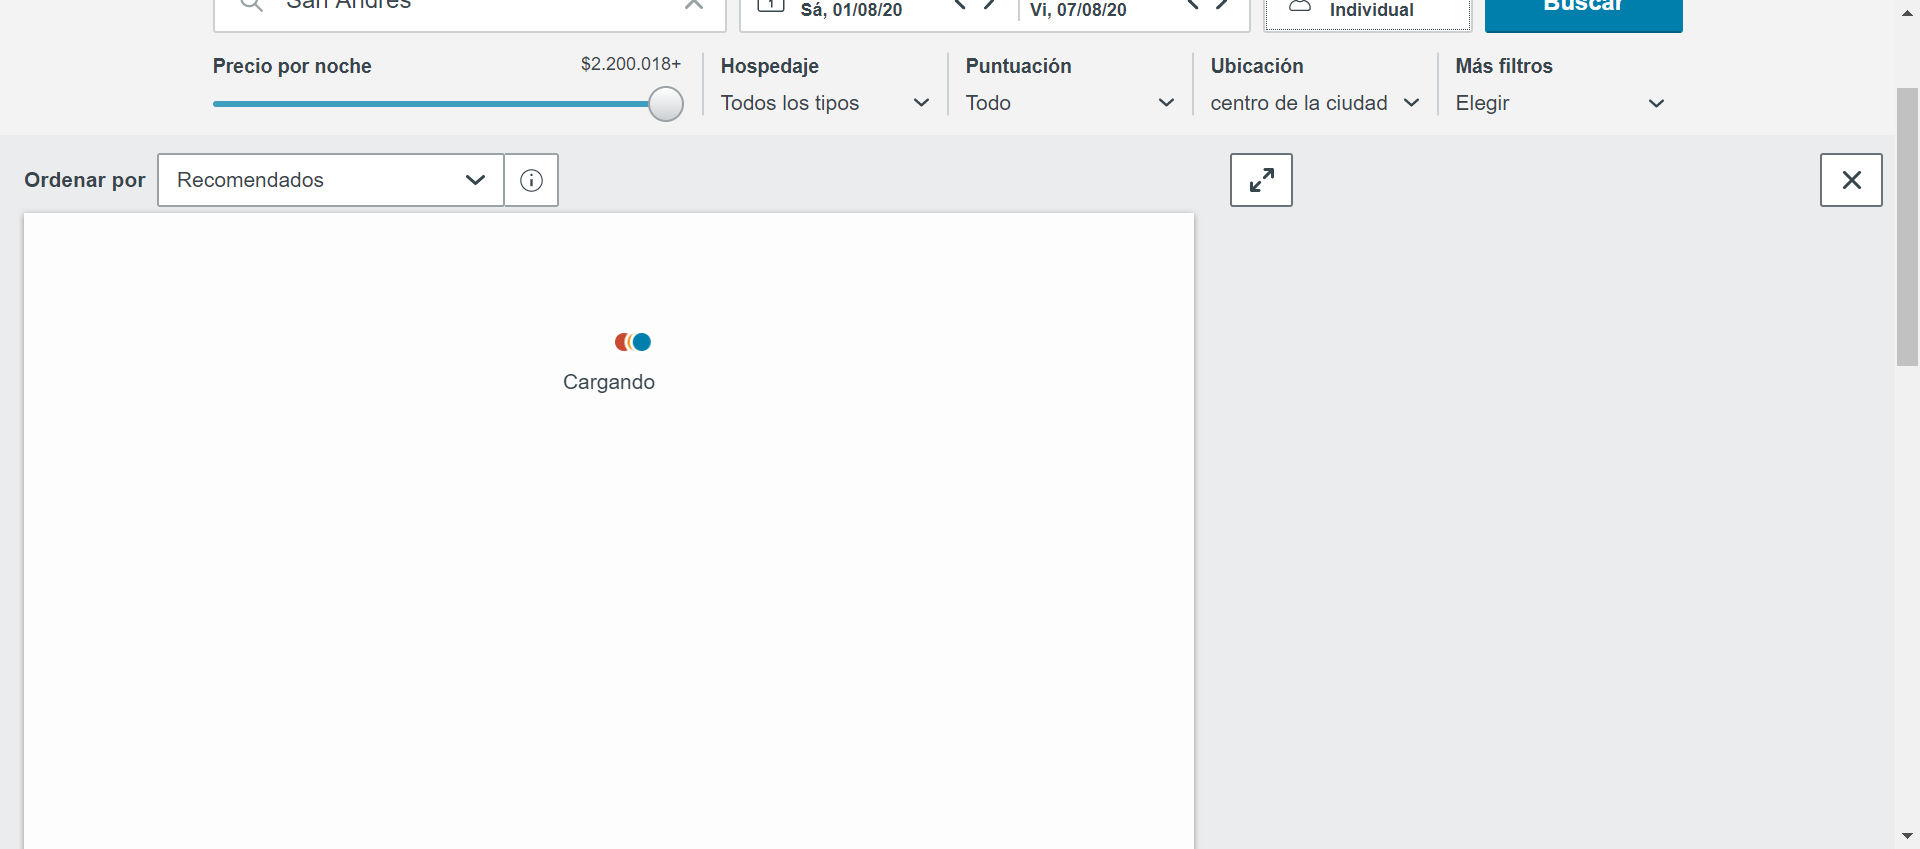 San Andrés
Sá, 01/08/20
Vi, 07/08/20
Individual
Buscar
Precio por noche
$2.200.018+
Hospedaje
Todos los tipos
Puntuación
Todo
Ubicación
centro de la ciudad
Más filtros
Elegir
Ordenar por
Recomendados
Cargando